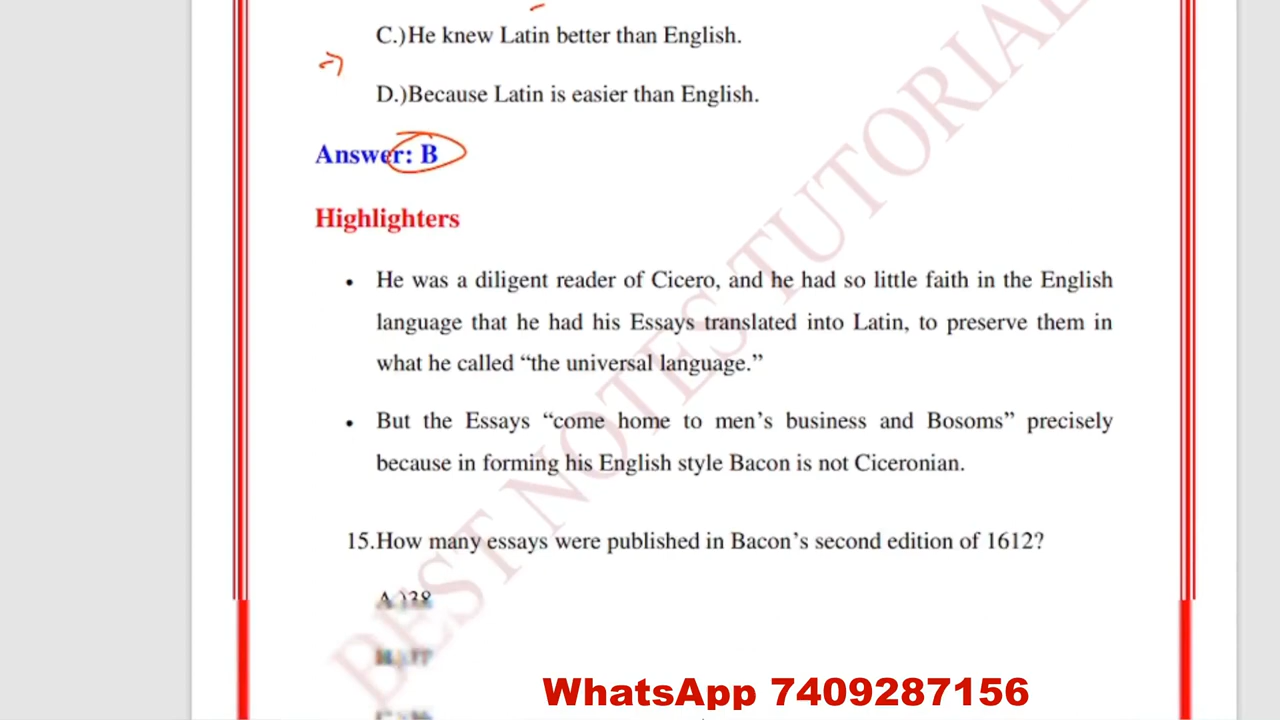 C.)He knew Latin better than English.
D.)Because Latin is easier than English.
Answer: B
Highlighters
• He was a diligent reader of Cicero, and he had so little faith in the English
language that he had his Essays translated into Latin, to preserve them in
what he called “the universal language.”
• But the Essays “come home to men’s business and Bosoms” precisely
because in forming his English style Bacon is not Ciceronian.
15.How many essays were published in Bacon’s second edition of 1612?
A.)38
WhatsApp 7409287156
BEST NOTES TUTORIAL